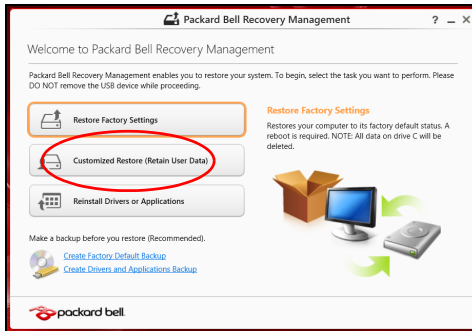 Packard Bell Recovery Management
Welcome to Packard Bell Recovery Management
Packard Bell Recovery Management enables you to restore your system. To begin, select the task you want to perform. Please
DO NOT remove the USB device while proceeding.
Restore Factory Settings
Customized Restore (Retain User Data)
Reinstall Drivers or Applications
Restore Factory Settings
Restores your computer to its factory default status. A
reboot is required. NOTE: All data on drive C will be
deleted.
Make a backup before you restore (Recommended).
Create Factory Default Backup
Create Drivers and Applications Backup
packard bell